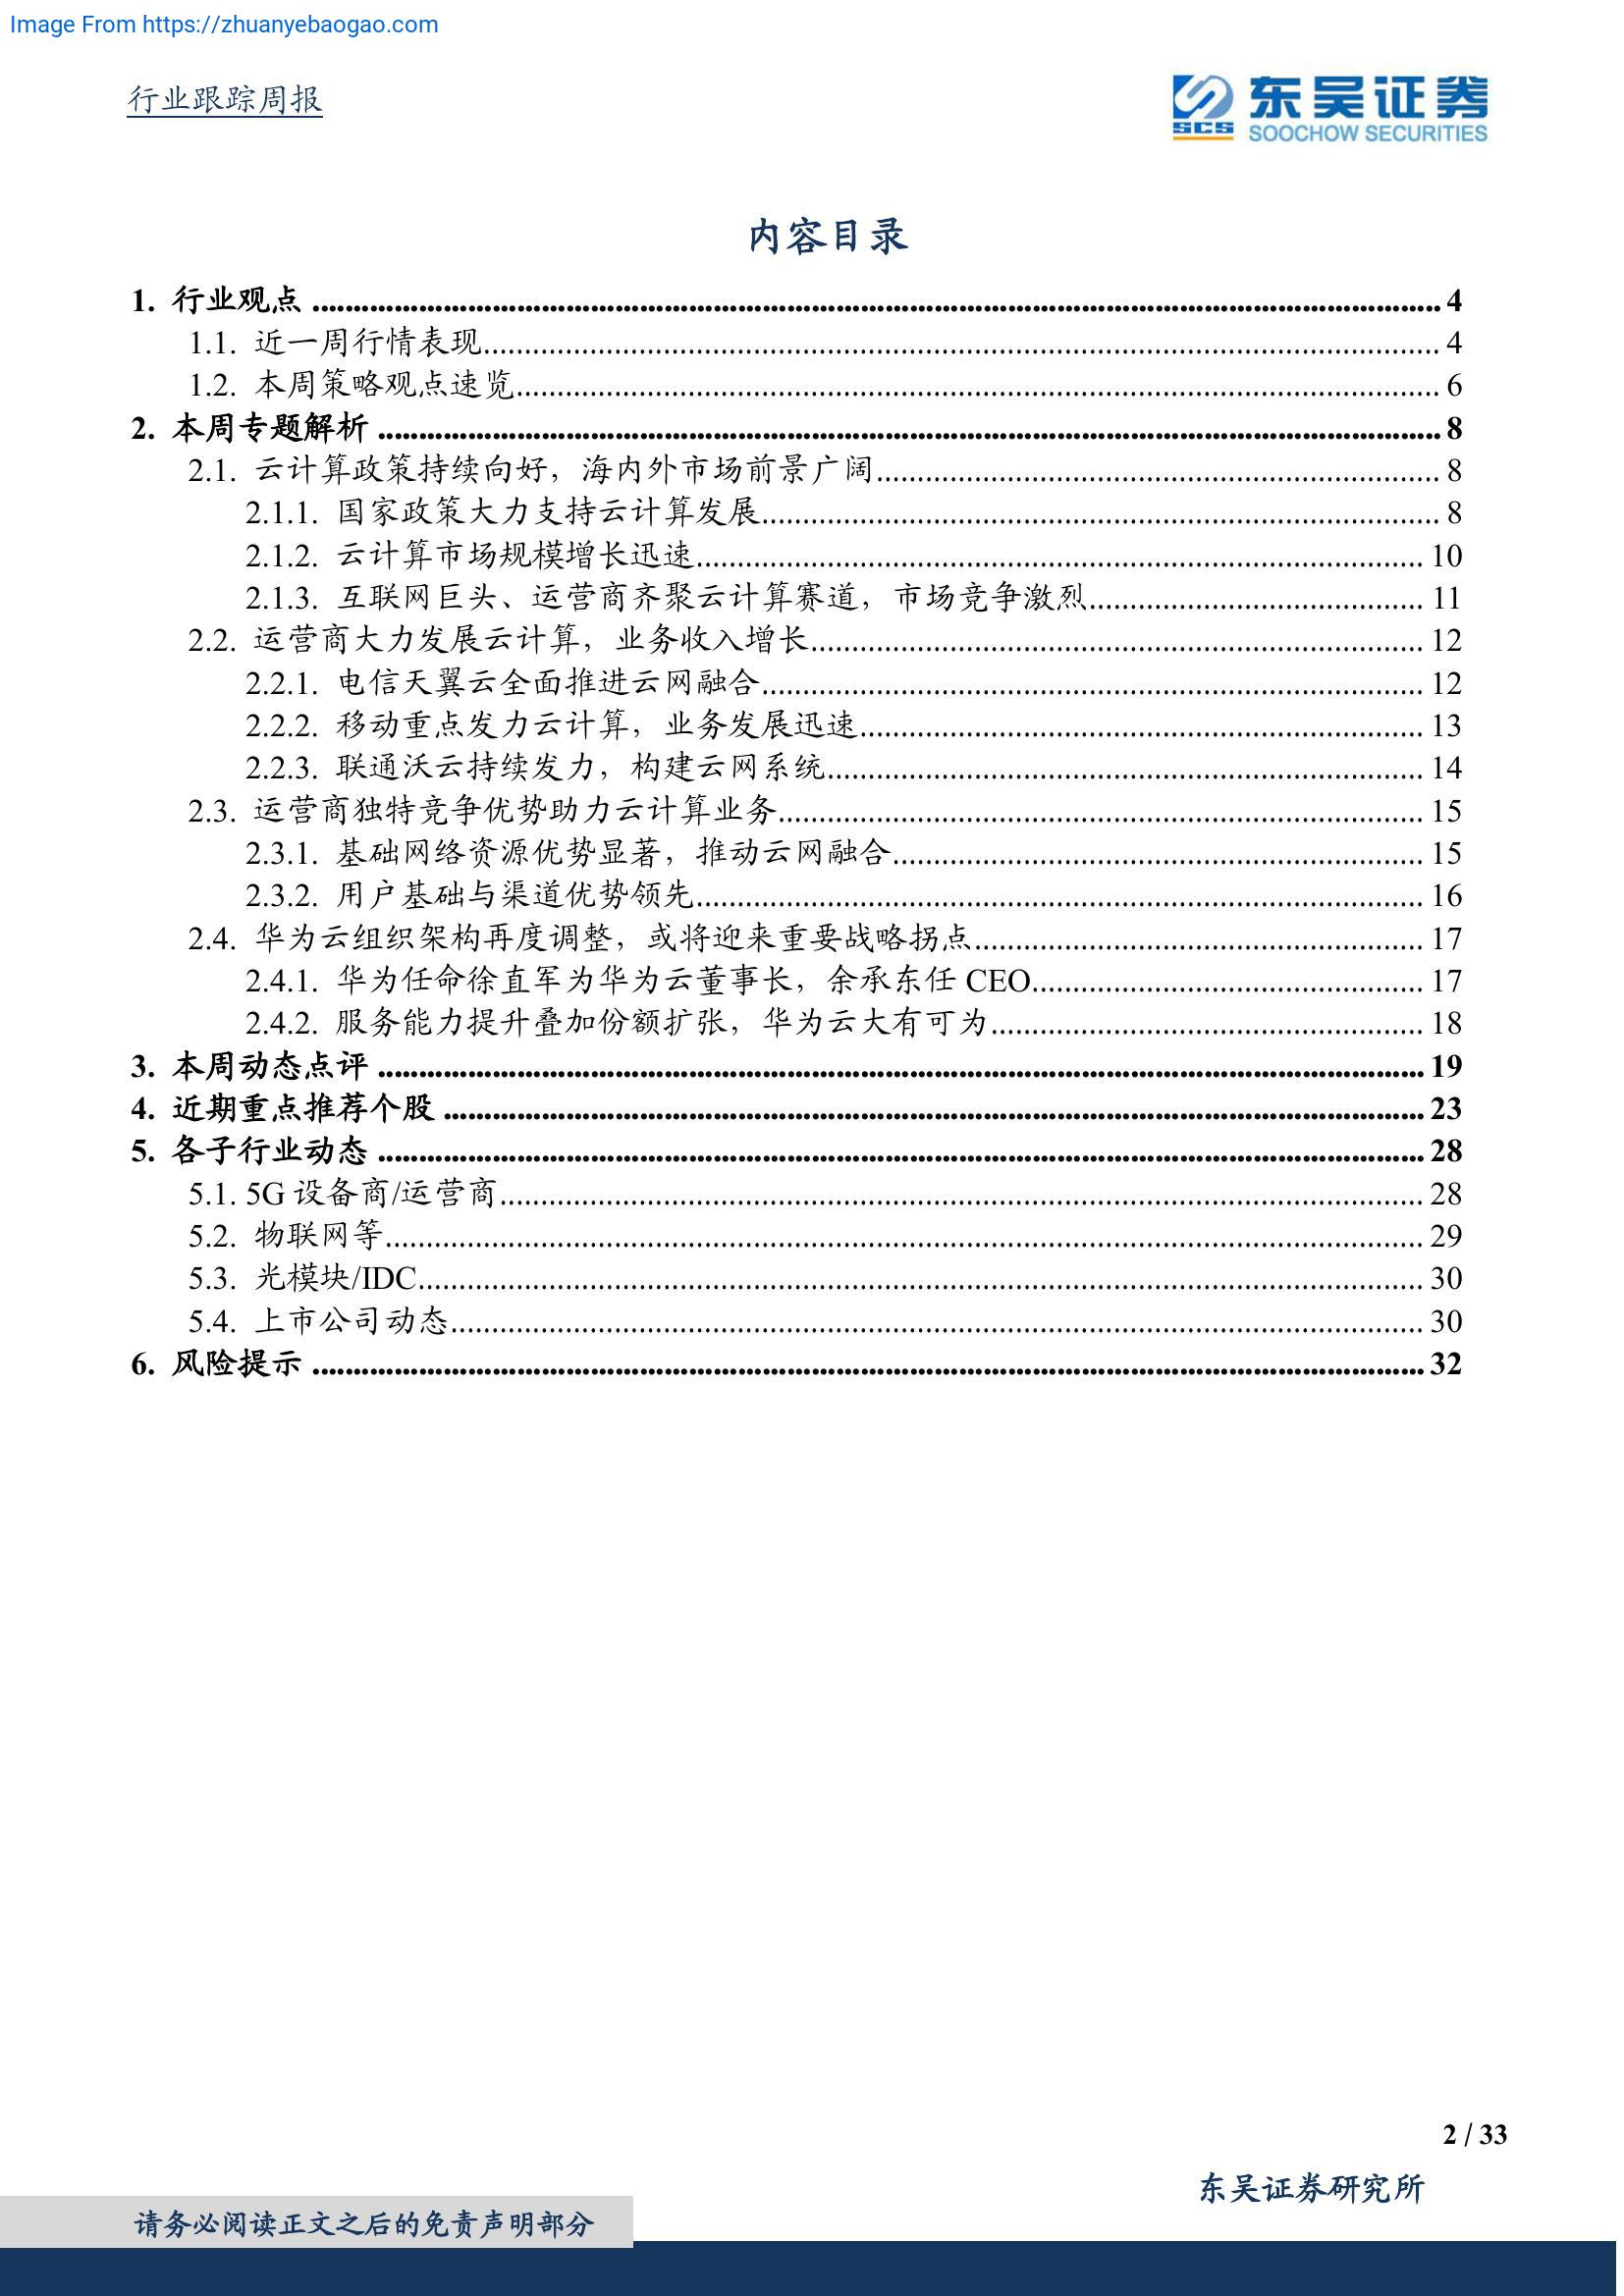 Image From https://zhuanyebaogao.com
行业跟踪周报
东吴证券
SCS SOOCHOW SECURITIES
内容目录
1. 行业观点 ........ 4
1.1. 近一周行情表现........ 4
1.2. 本周策略观点速览........ 6
2. 本周专题解析 ........ 8
2.1. 云计算政策持续向好，海内外市场前景广阔........ 8
2.1.1. 国家政策大力支持云计算发展........ 8
2.1.2. 云计算市场规模增长迅速........ 10
2.1.3. 互联网巨头、运营商齐聚云计算赛道，市场竞争激烈........ 11
2.2. 运营商大力发展云计算，业务收入增长........ 12
2.2.1. 电信天翼云全面推进云网融合........ 12
2.2.2. 移动重点发力云计算，业务发展迅速........ 13
2.2.3. 联通沃云持续发力，构建云网系统........ 14
2.3. 运营商独特竞争优势助力云计算业务........ 15
2.3.1. 基础网络资源优势显著，推动云网融合........ 15
2.3.2. 用户基础与渠道优势领先........ 16
2.4. 华为云组织架构再度调整，或将迎来重要战略拐点........ 17
2.4.1. 华为任命徐直军为华为云董事长，余承东任 CEO........ 17
2.4.2. 服务能力提升叠加份额扩张，华为云大有可为........ 18
3. 本周动态点评 ........ 19
4. 近期重点推荐个股 ........ 23
5. 各子行业动态 ........ 28
5.1. 5G 设备商/运营商........ 28
5.2. 物联网等........ 29
5.3. 光模块/IDC........ 30
5.4. 上市公司动态........ 30
6. 风险提示 ........ 32
2 / 33
东吴证券研究所
请务必阅读正文之后的免责声明部分